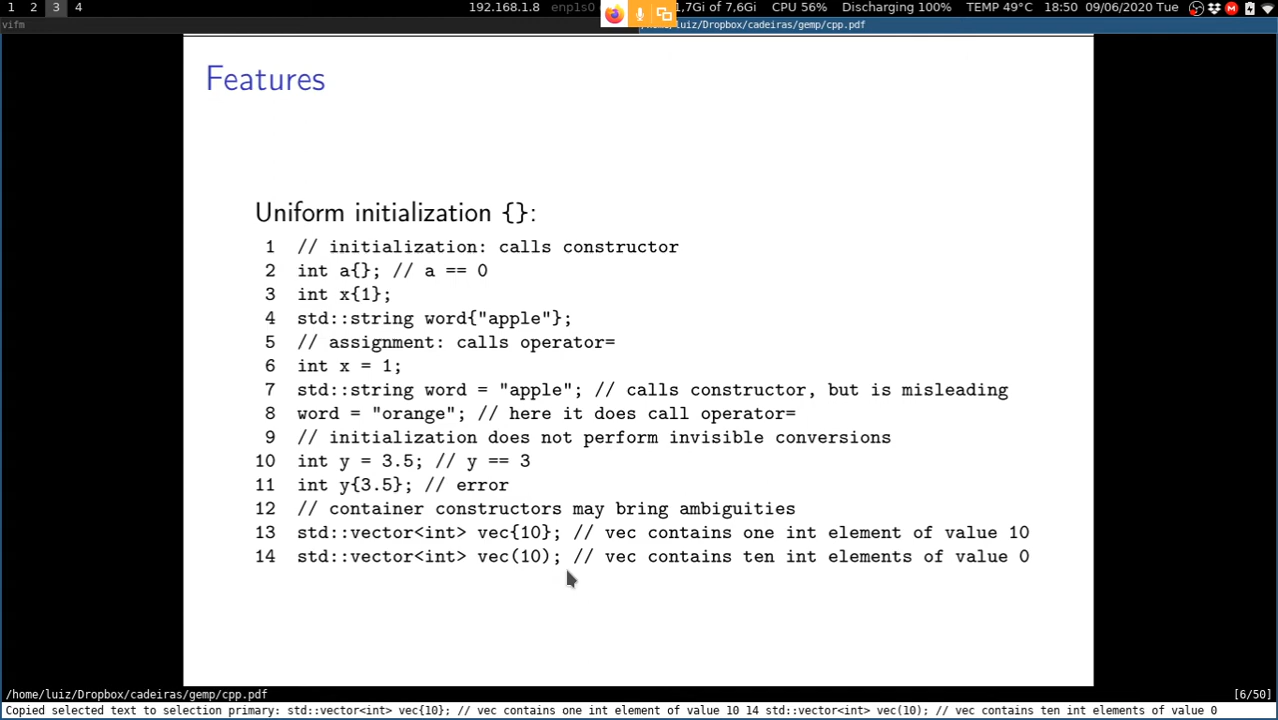 1 2 3 4 192.168.1.8 enp1s0 1,7Gi of 7,6Gi CPU 56% Discharging 100% TEMP 49°C 18:50 09/06/2020 Tue
vifm /home/luiz/Dropbox/cadeiras/gemp/cpp.pdf
Features
Uniform initialization {}:
1 // initialization: calls constructor
2 int a{}; // a == 0
3 int x{1};
4 std::string word{"apple"};
5 // assignment: calls operator=
6 int x = 1;
7 std::string word = "apple"; // calls constructor, but is misleading
8 word = "orange"; // here it does call operator=
9 // initialization does not perform invisible conversions
10 int y = 3.5; // y == 3
11 int y{3.5}; // error
12 // container constructors may bring ambiguities
13 std::vector<int> vec{10}; // vec contains one int element of value 10
14 std::vector<int> vec(10); // vec contains ten int elements of value 0
/home/luiz/Dropbox/cadeiras/gemp/cpp.pdf [6/50]
Copied selected text to selection primary: std::vector<int> vec{10}; // vec contains one int element of value 10 14 std::vector<int> vec(10); // vec contains ten int elements of value 0